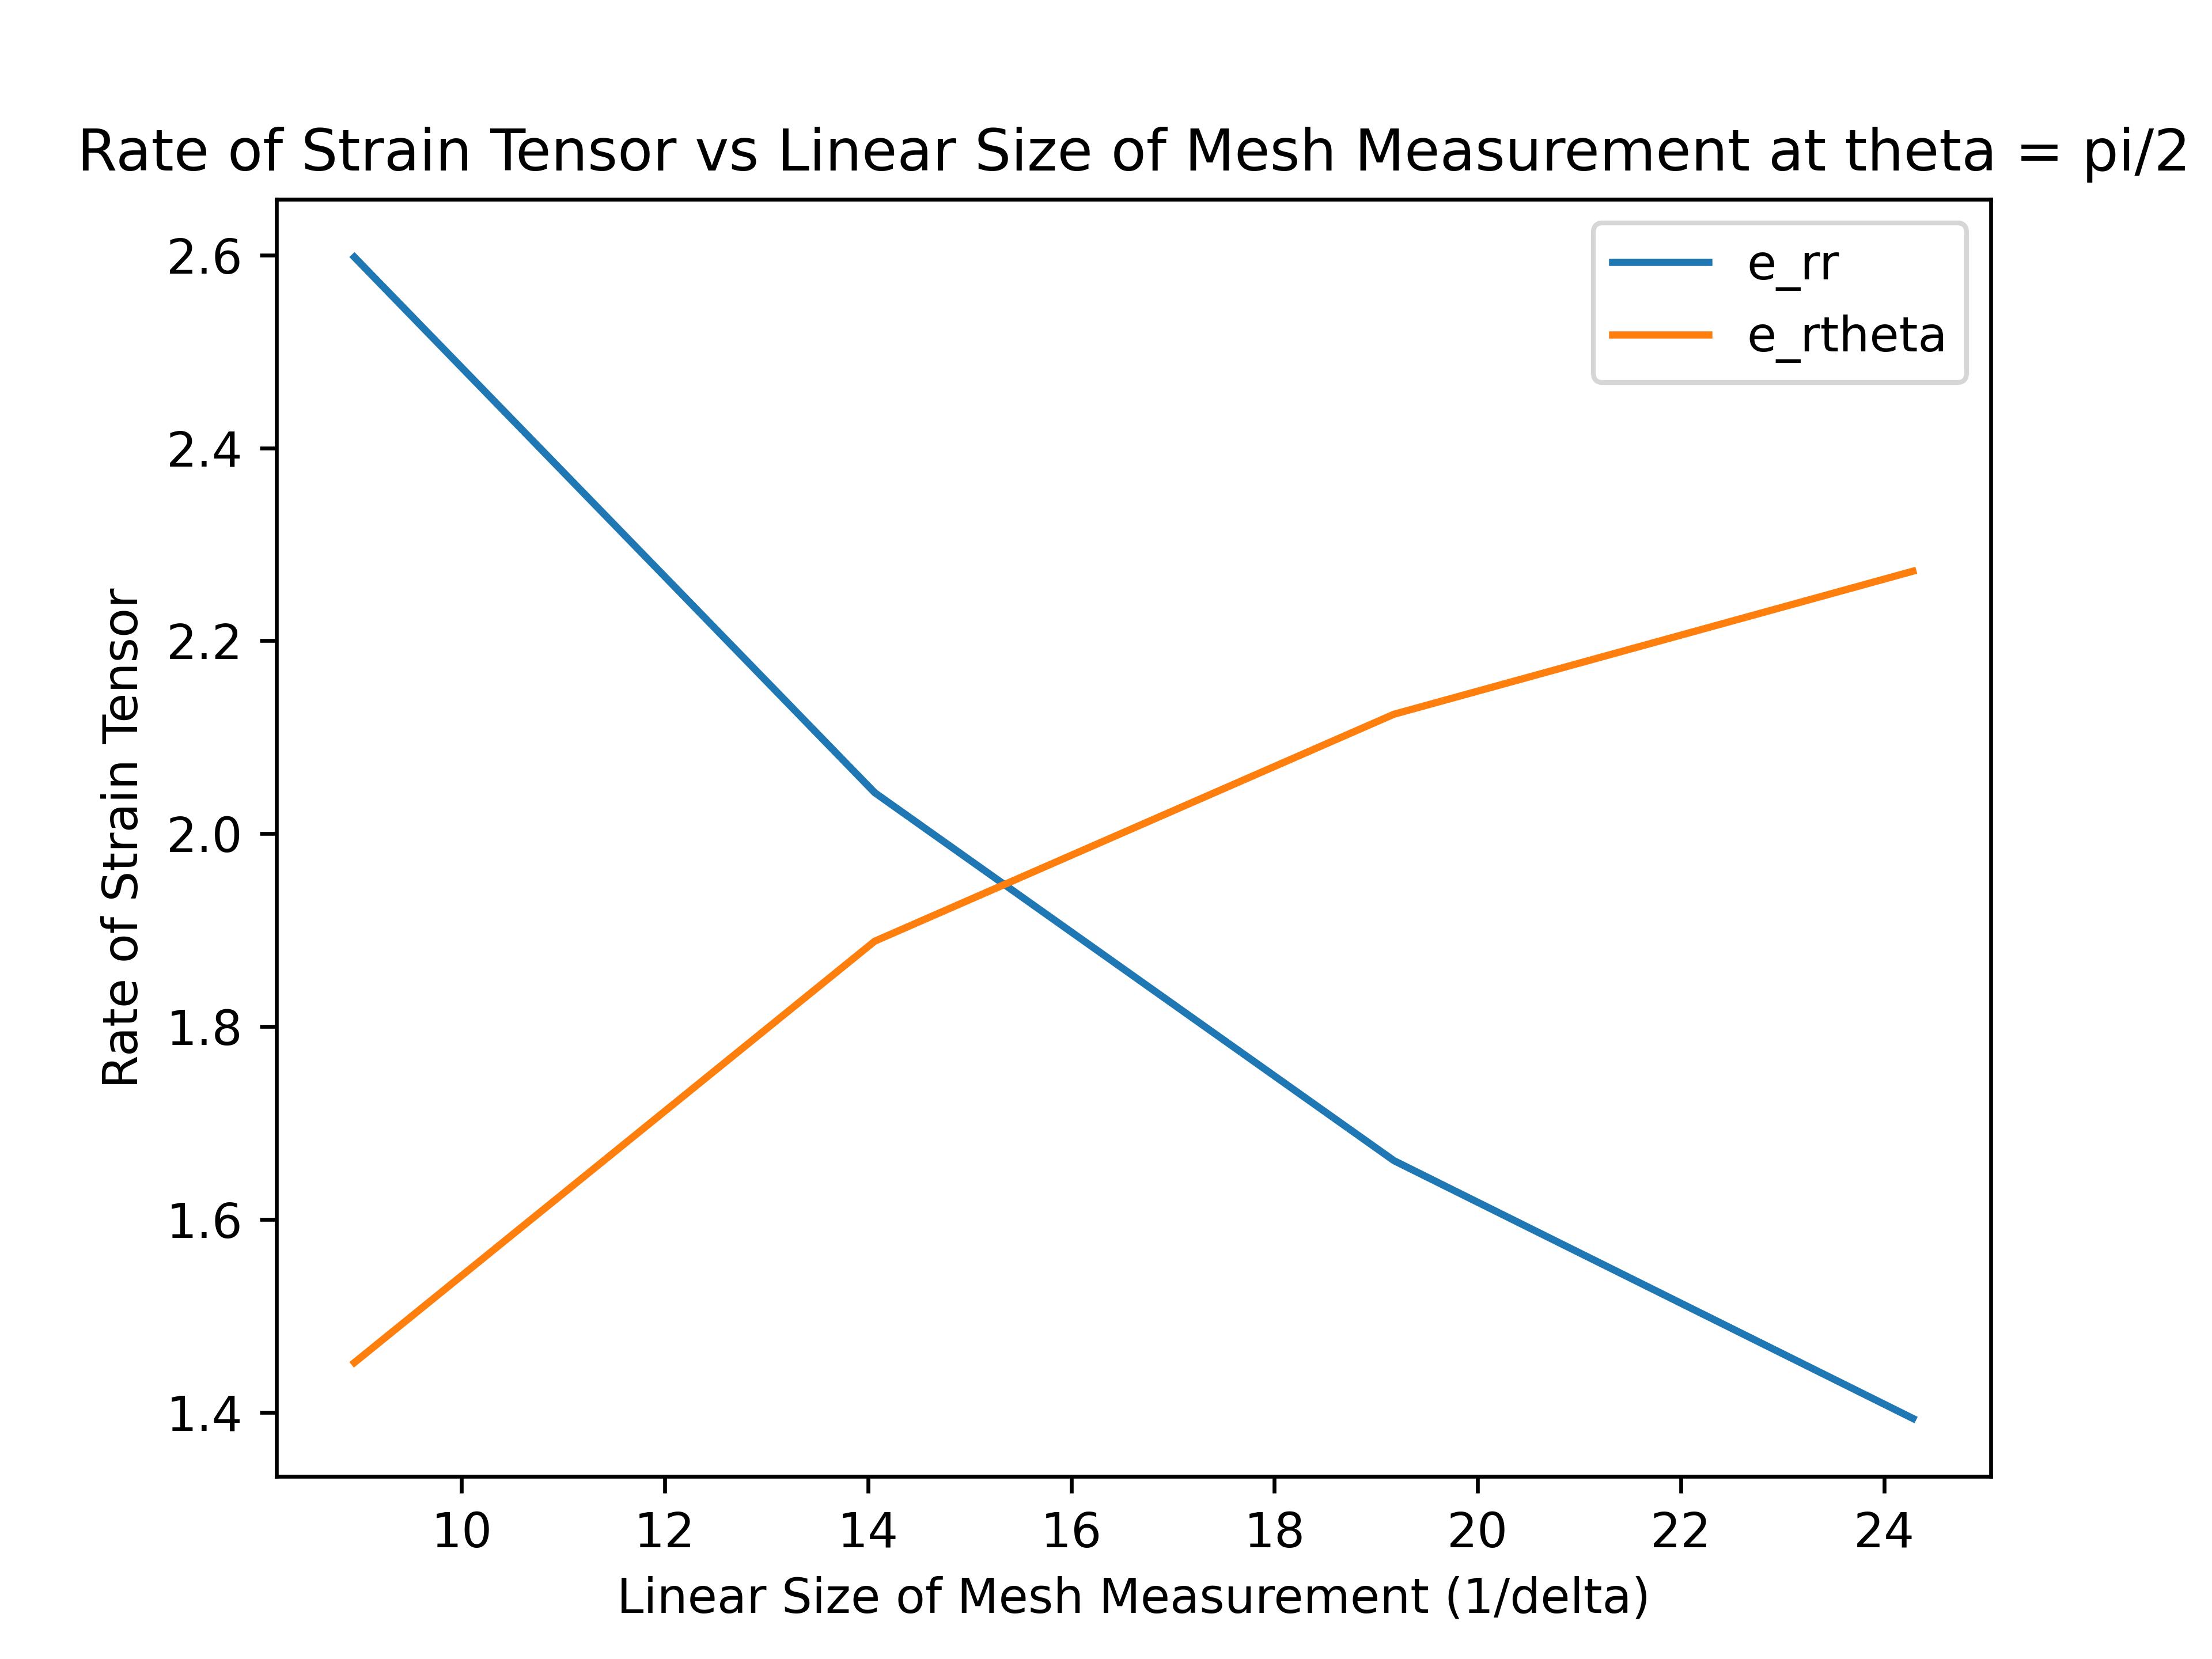 Rate of Strain Tensor vs Linear Size of Mesh Measurement at theta = pi/2
e_rr
e_rtheta
2.6
2.4
2.2
2.0
1.8
1.6
1.4
Rate of Strain Tensor
10 12 14 16 18 20 22 24
Linear Size of Mesh Measurement (1/delta)